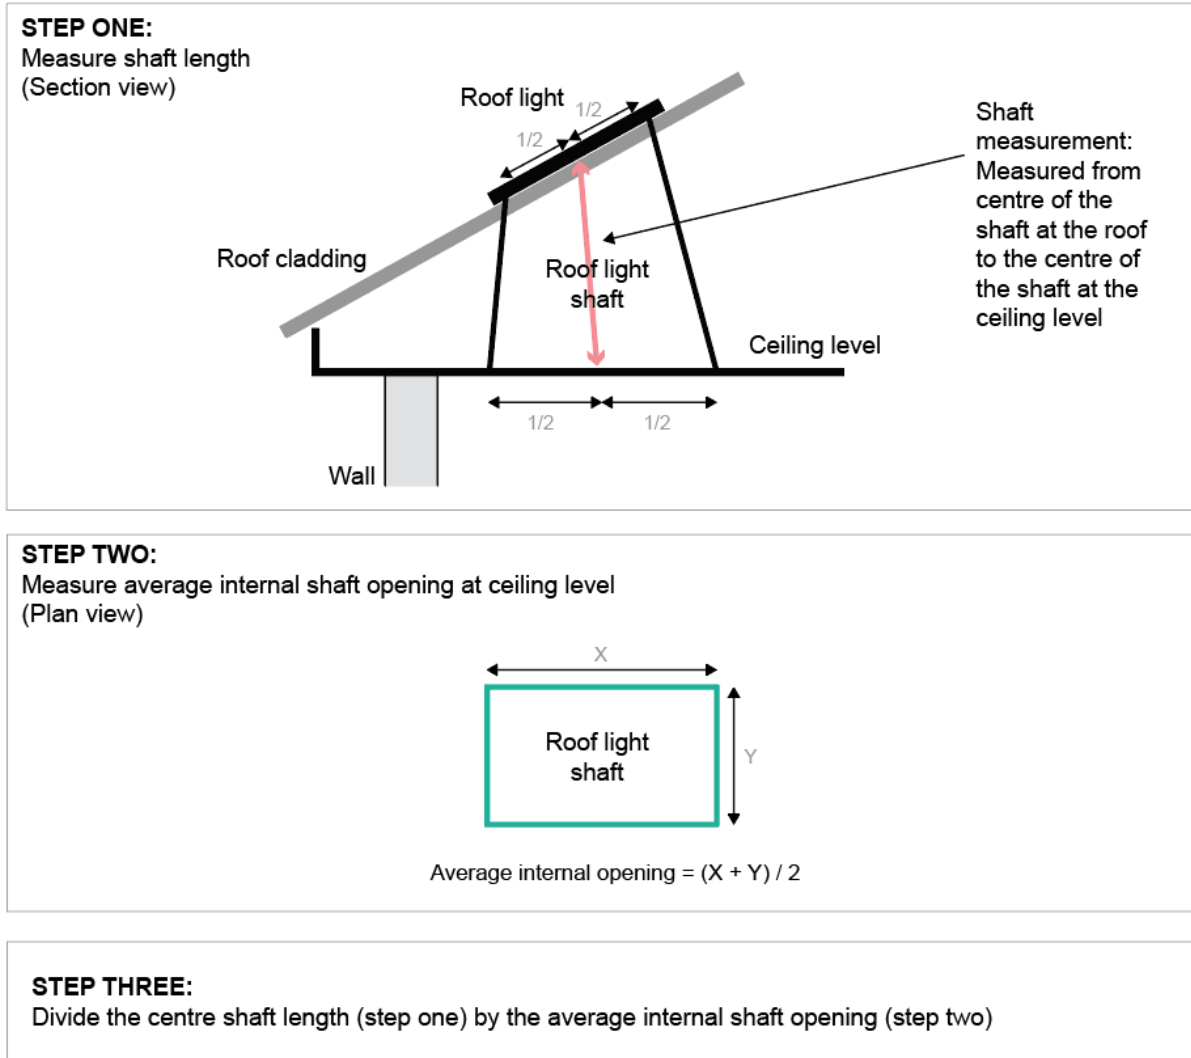 STEP ONE:
Measure shaft length
(Section view)
Roof light
1/2
1/2
Shaft
measurement:
Measured from
centre of the
shaft at the roof
to the centre of
the shaft at the
ceiling level
Roof cladding
Roof light
shaft
Ceiling level
1/2
1/2
Wall
STEP TWO:
Measure average internal shaft opening at ceiling level
(Plan view)
X
Roof light
shaft
Y
Average internal opening = (X + Y) / 2
STEP THREE:
Divide the centre shaft length (step one) by the average internal shaft opening (step two)